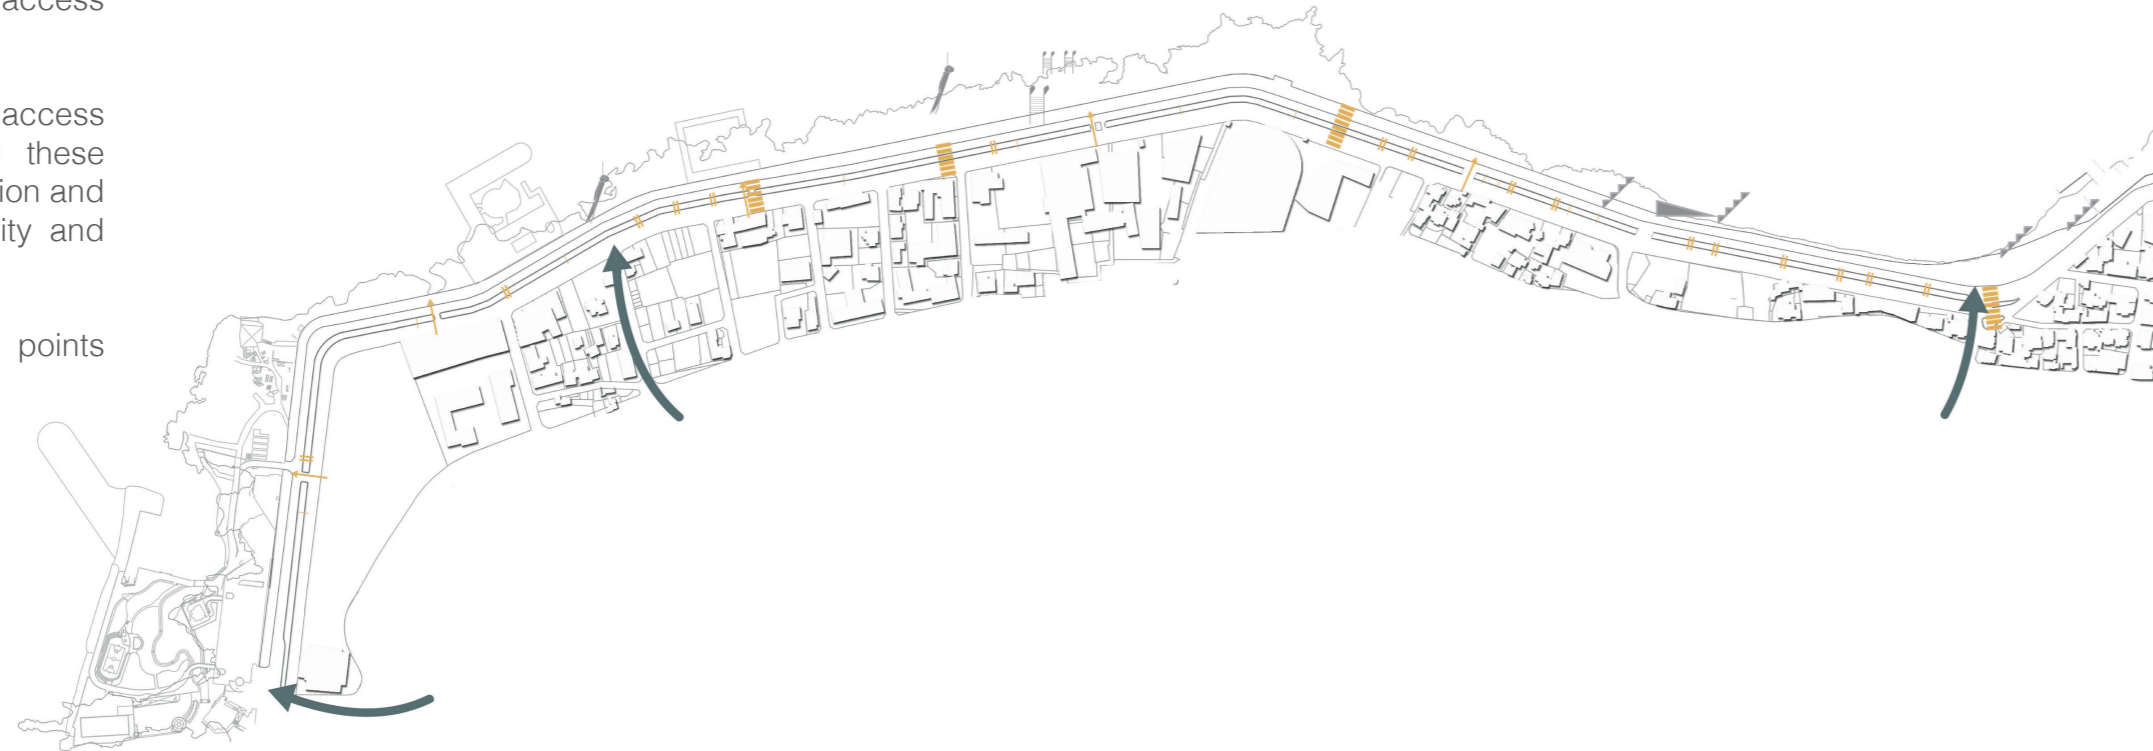 access
access
these
ion and
ity and
points